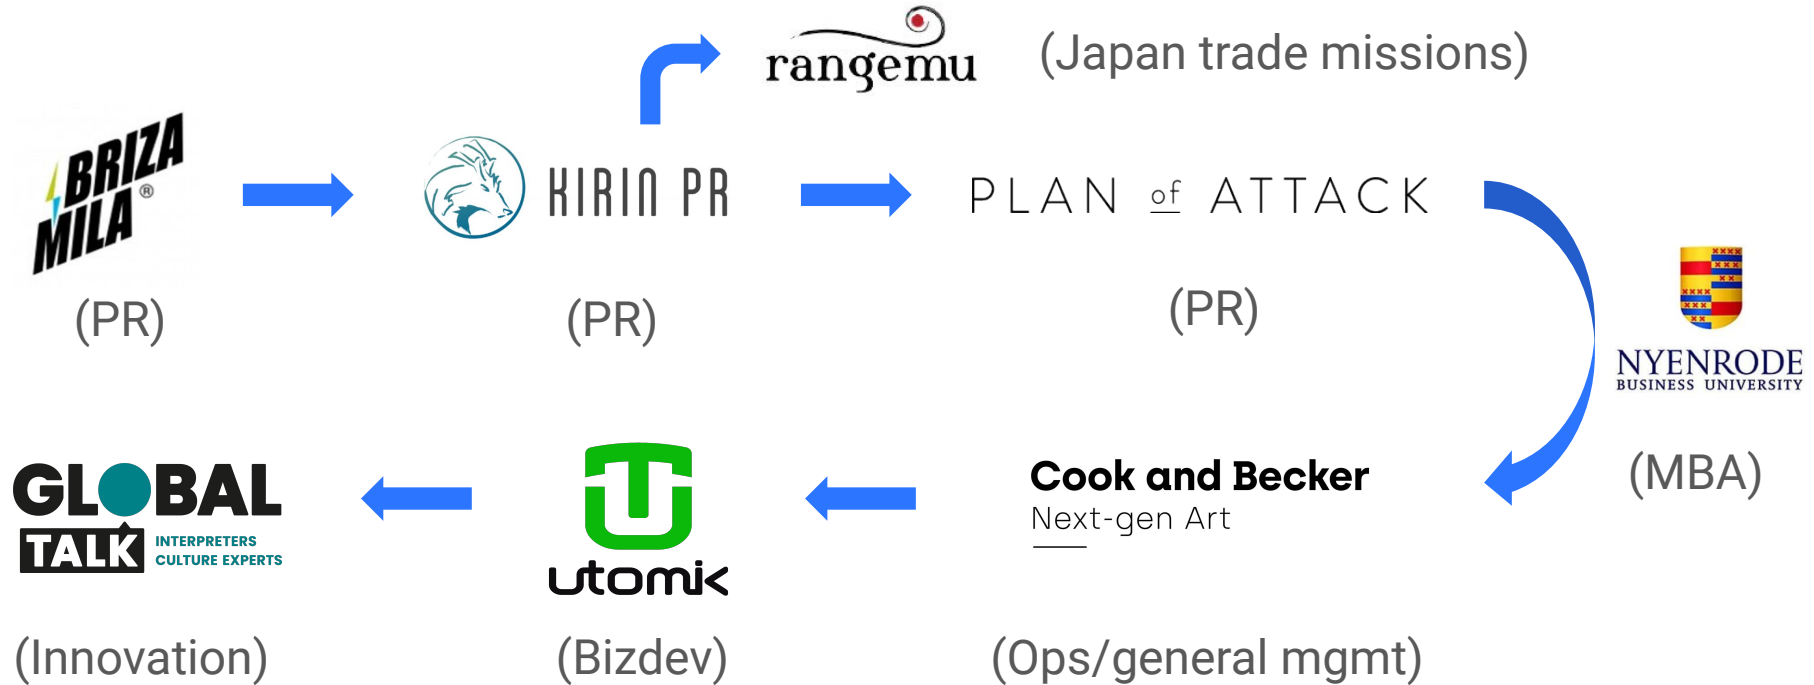 rangemu
(Japan trade missions)
BRIZA
MILA®
(PR)
KIRIN PR
(PR)
PLAN of ATTACK
(PR)
NYENRODE
BUSINESS UNIVERSITY
(MBA)
GLOBAL
TALK
INTERPRETERS
CULTURE EXPERTS
(Innovation)
utomik
(Bizdev)
Cook and Becker
Next-gen Art
(Ops/general mgmt)